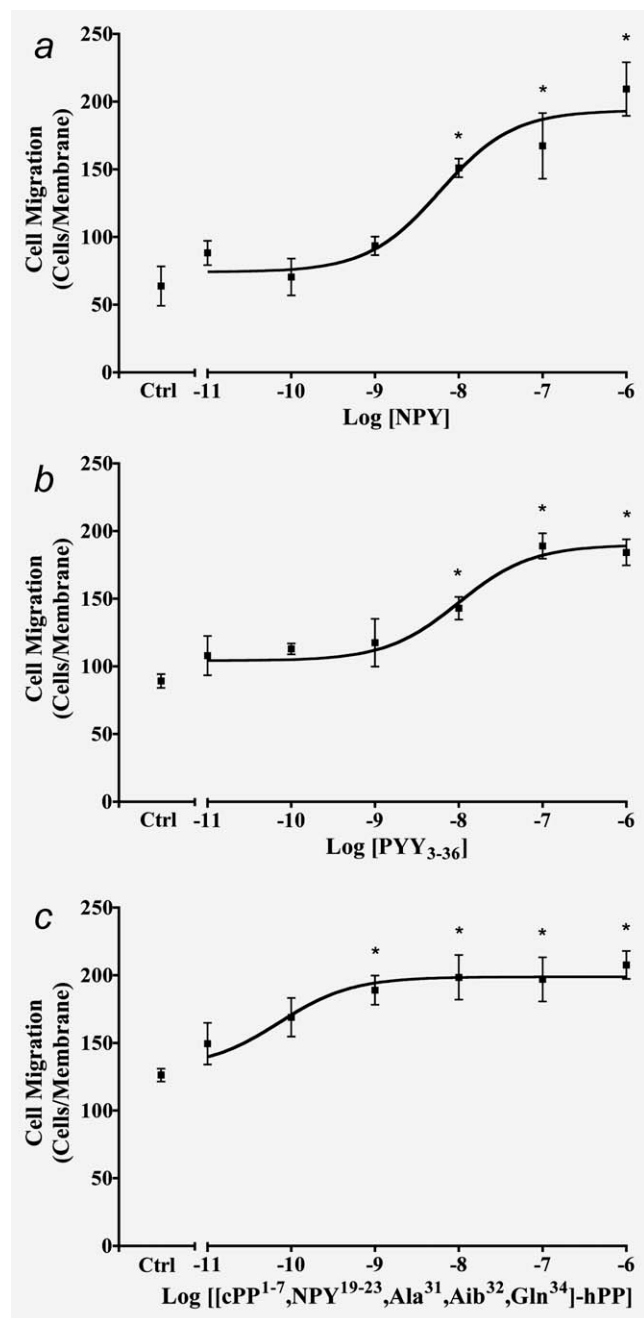 a
Cell Migration
(Cells/Membrane)
250
200
150
100
50
0
* * *
Ctrl -11 -10 -9 -8 -7 -6
Log [NPY]
b
Cell Migration
(Cells/Membrane)
250
200
150
100
50
0
* * *
Ctrl -11 -10 -9 -8 -7 -6
Log [PYY3-36]
c
Cell Migration
(Cells/Membrane)
250
200
150
100
50
0
* * * *
Ctrl -11 -10 -9 -8 -7 -6
Log [[cPP1-7,NPY19-23,Ala31,Aib32,Gln34]-hPP]